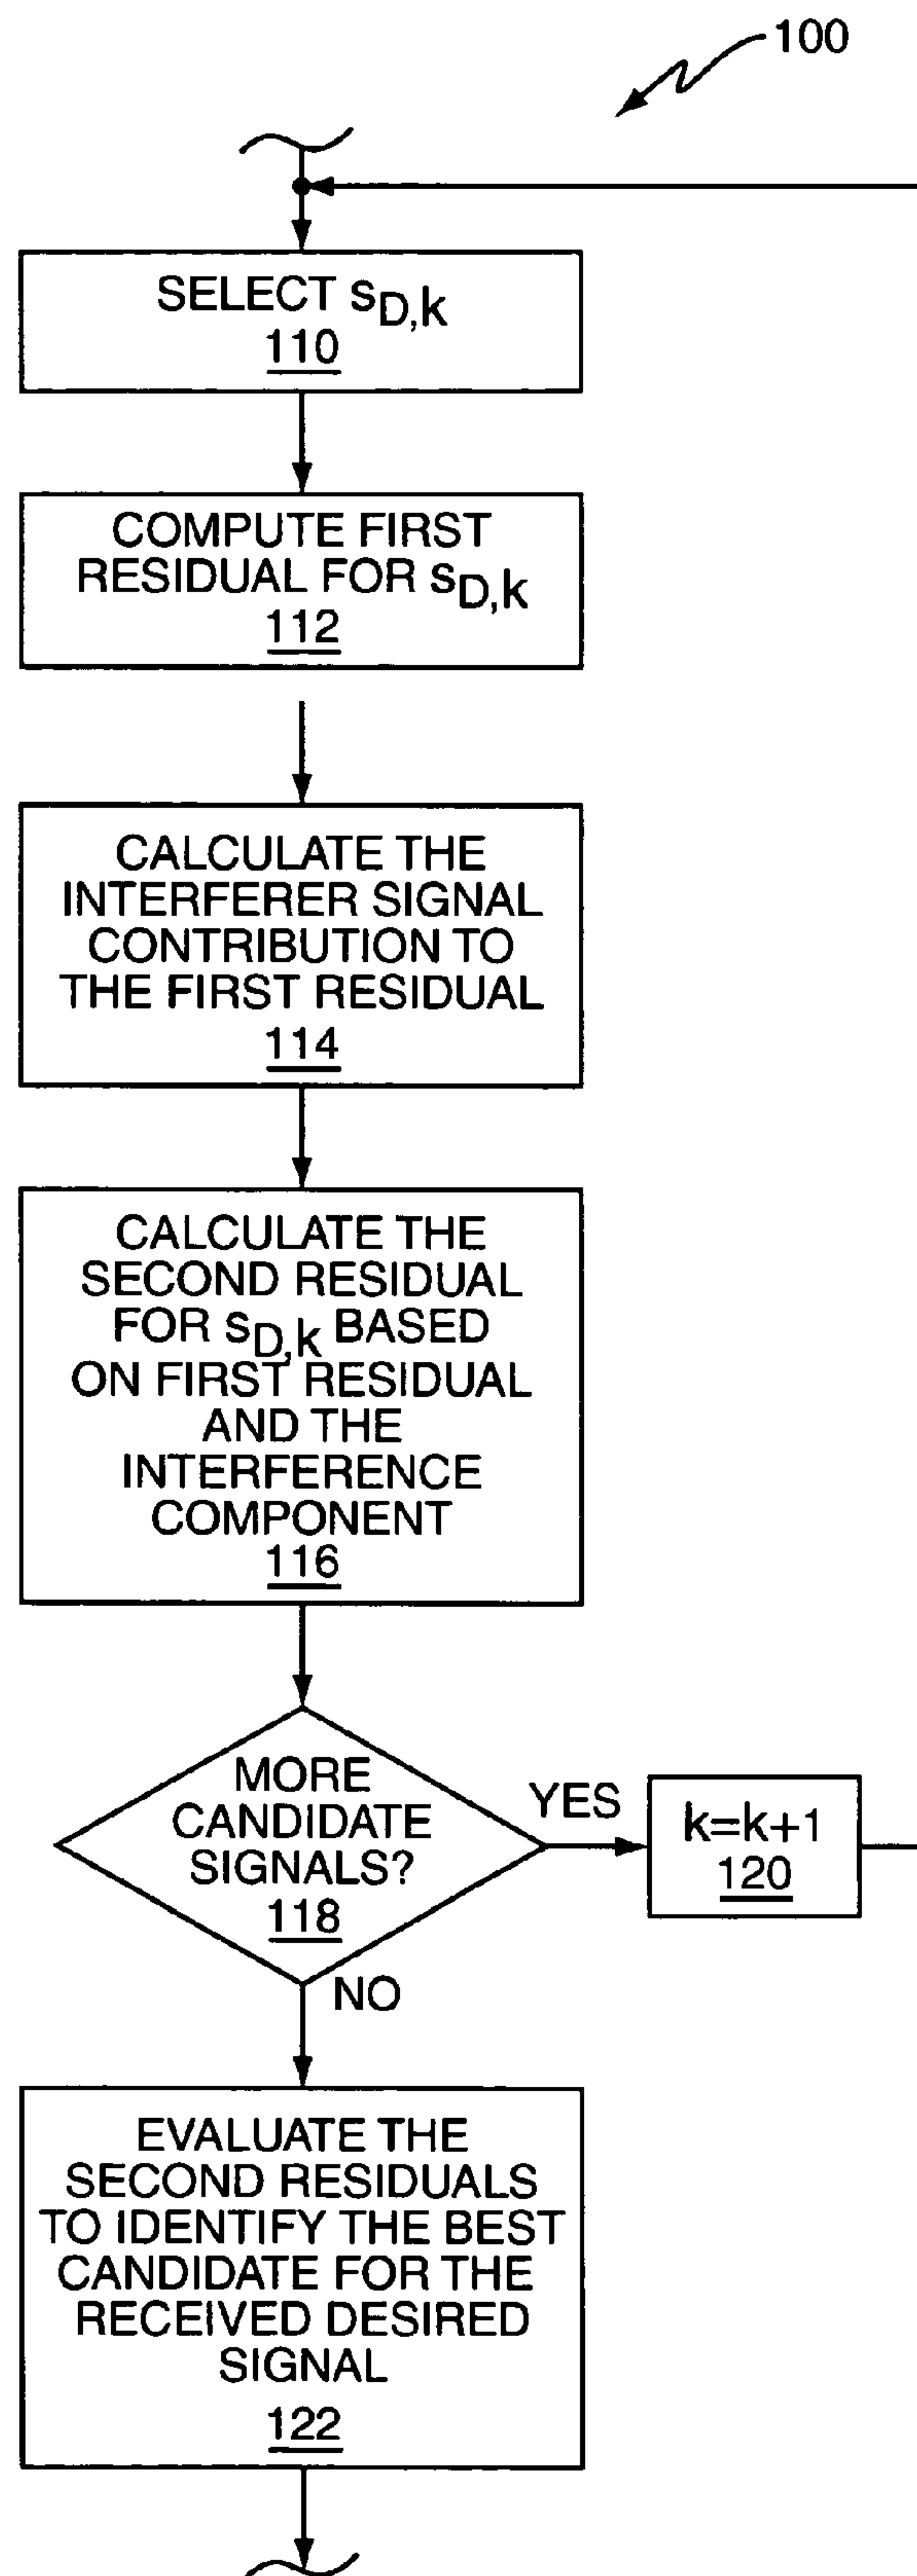 100
SELECT sD,k
110
COMPUTE FIRST
RESIDUAL FOR sD,k
112
CALCULATE THE
INTERFERER SIGNAL
CONTRIBUTION TO
THE FIRST RESIDUAL
114
CALCULATE THE
SECOND RESIDUAL
FOR sD,k BASED
ON FIRST RESIDUAL
AND THE
INTERFERENCE
COMPONENT
116
MORE
CANDIDATE
SIGNALS?
118
YES
k=k+1
120
NO
EVALUATE THE
SECOND RESIDUALS
TO IDENTIFY THE BEST
CANDIDATE FOR THE
RECEIVED DESIRED
SIGNAL
122